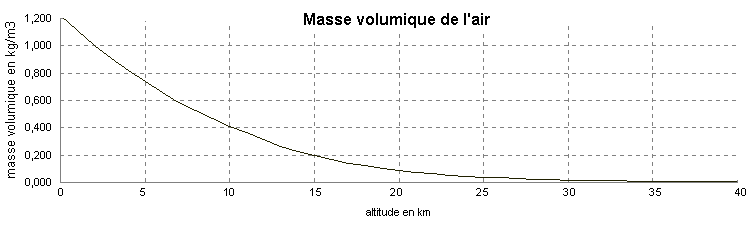 Masse volumique de l'air
masse volumique en kg/m3
1,200
1,000
0,800
0,600
0,400
0,200
0,000
0 5 10 15 20 25 30 35 40
altitude en km